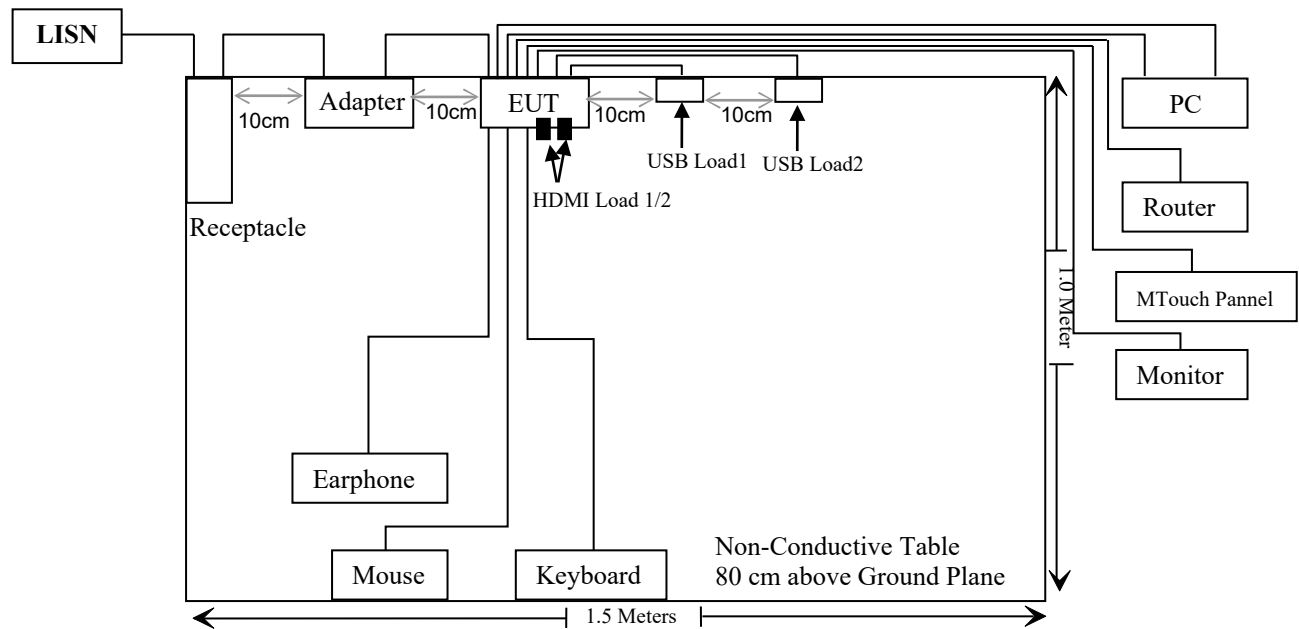 LISN
Adapter
EUT
PC
10cm
10cm
10cm
10cm
USB Load1
USB Load2
HDMI Load 1/2
Router
Receptacle
MTouch Pannel
1.0 Meter
Monitor
Earphone
Non-Conductive Table
80 cm above Ground Plane
Mouse
Keyboard
1.5 Meters